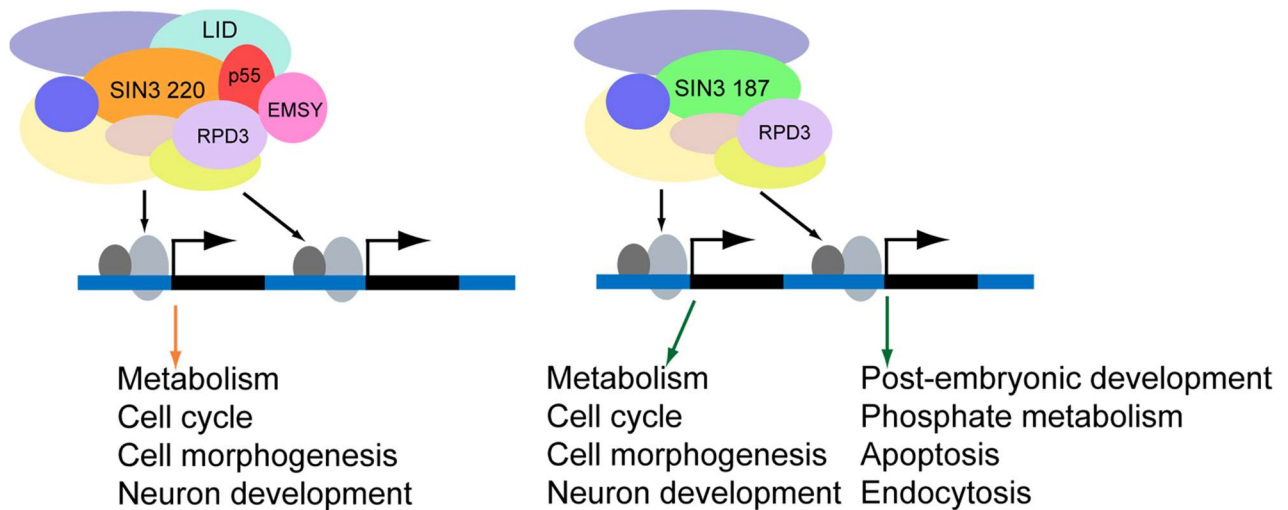 LID
SIN3 220
p55
EMSY
RPD3
SIN3 187
RPD3
Metabolism
Cell cycle
Cell morphogenesis
Neuron development
Metabolism
Cell cycle
Cell morphogenesis
Neuron development
Post-embryonic development
Phosphate metabolism
Apoptosis
Endocytosis